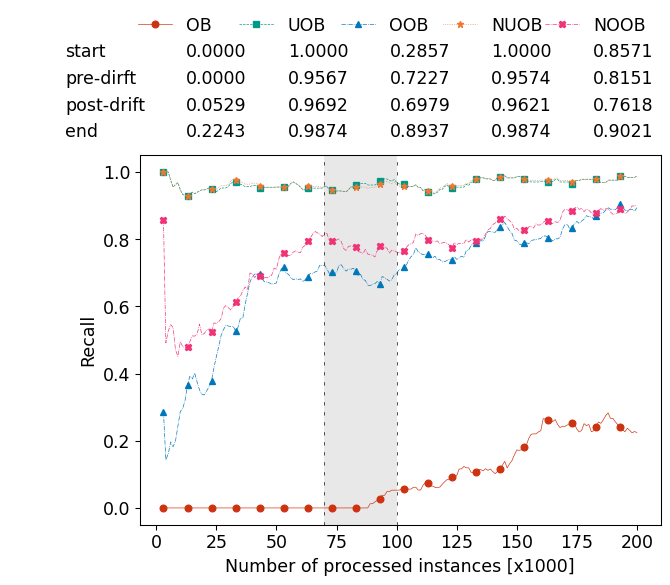 OB UOB OOB NUOB NOOB
start 0.0000 1.0000 0.2857 1.0000 0.8571
pre-dirft 0.0000 0.9567 0.7227 0.9574 0.8151
post-drift 0.0529 0.9692 0.6979 0.9621 0.7618
end 0.2243 0.9874 0.8937 0.9874 0.9021
1.0
0.8
0.6
0.4
0.2
0.0
Recall
0 25 50 75 100 125 150 175 200
Number of processed instances [x1000]